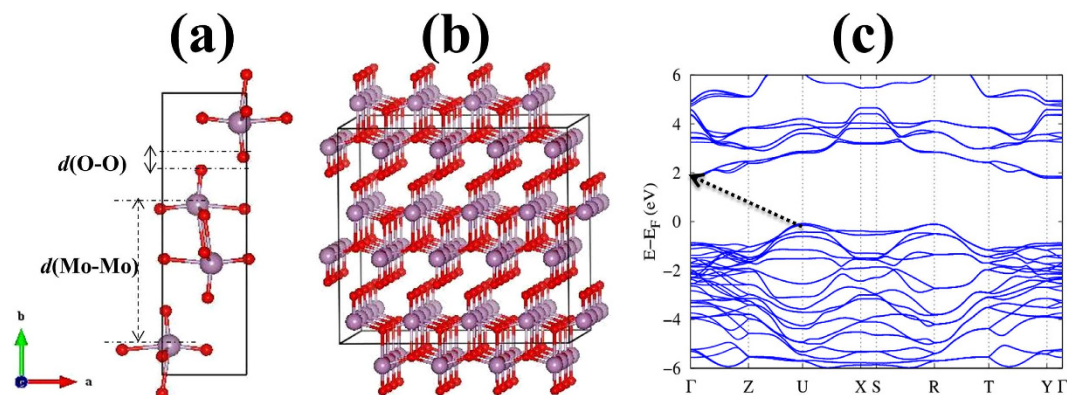 (a)
(b)
(c)
d(O-O)
d(Mo-Mo)
b
a
E−E_F (eV)
6
4
2
0
−2
−4
−6
Γ Z U X S R T Y Γ